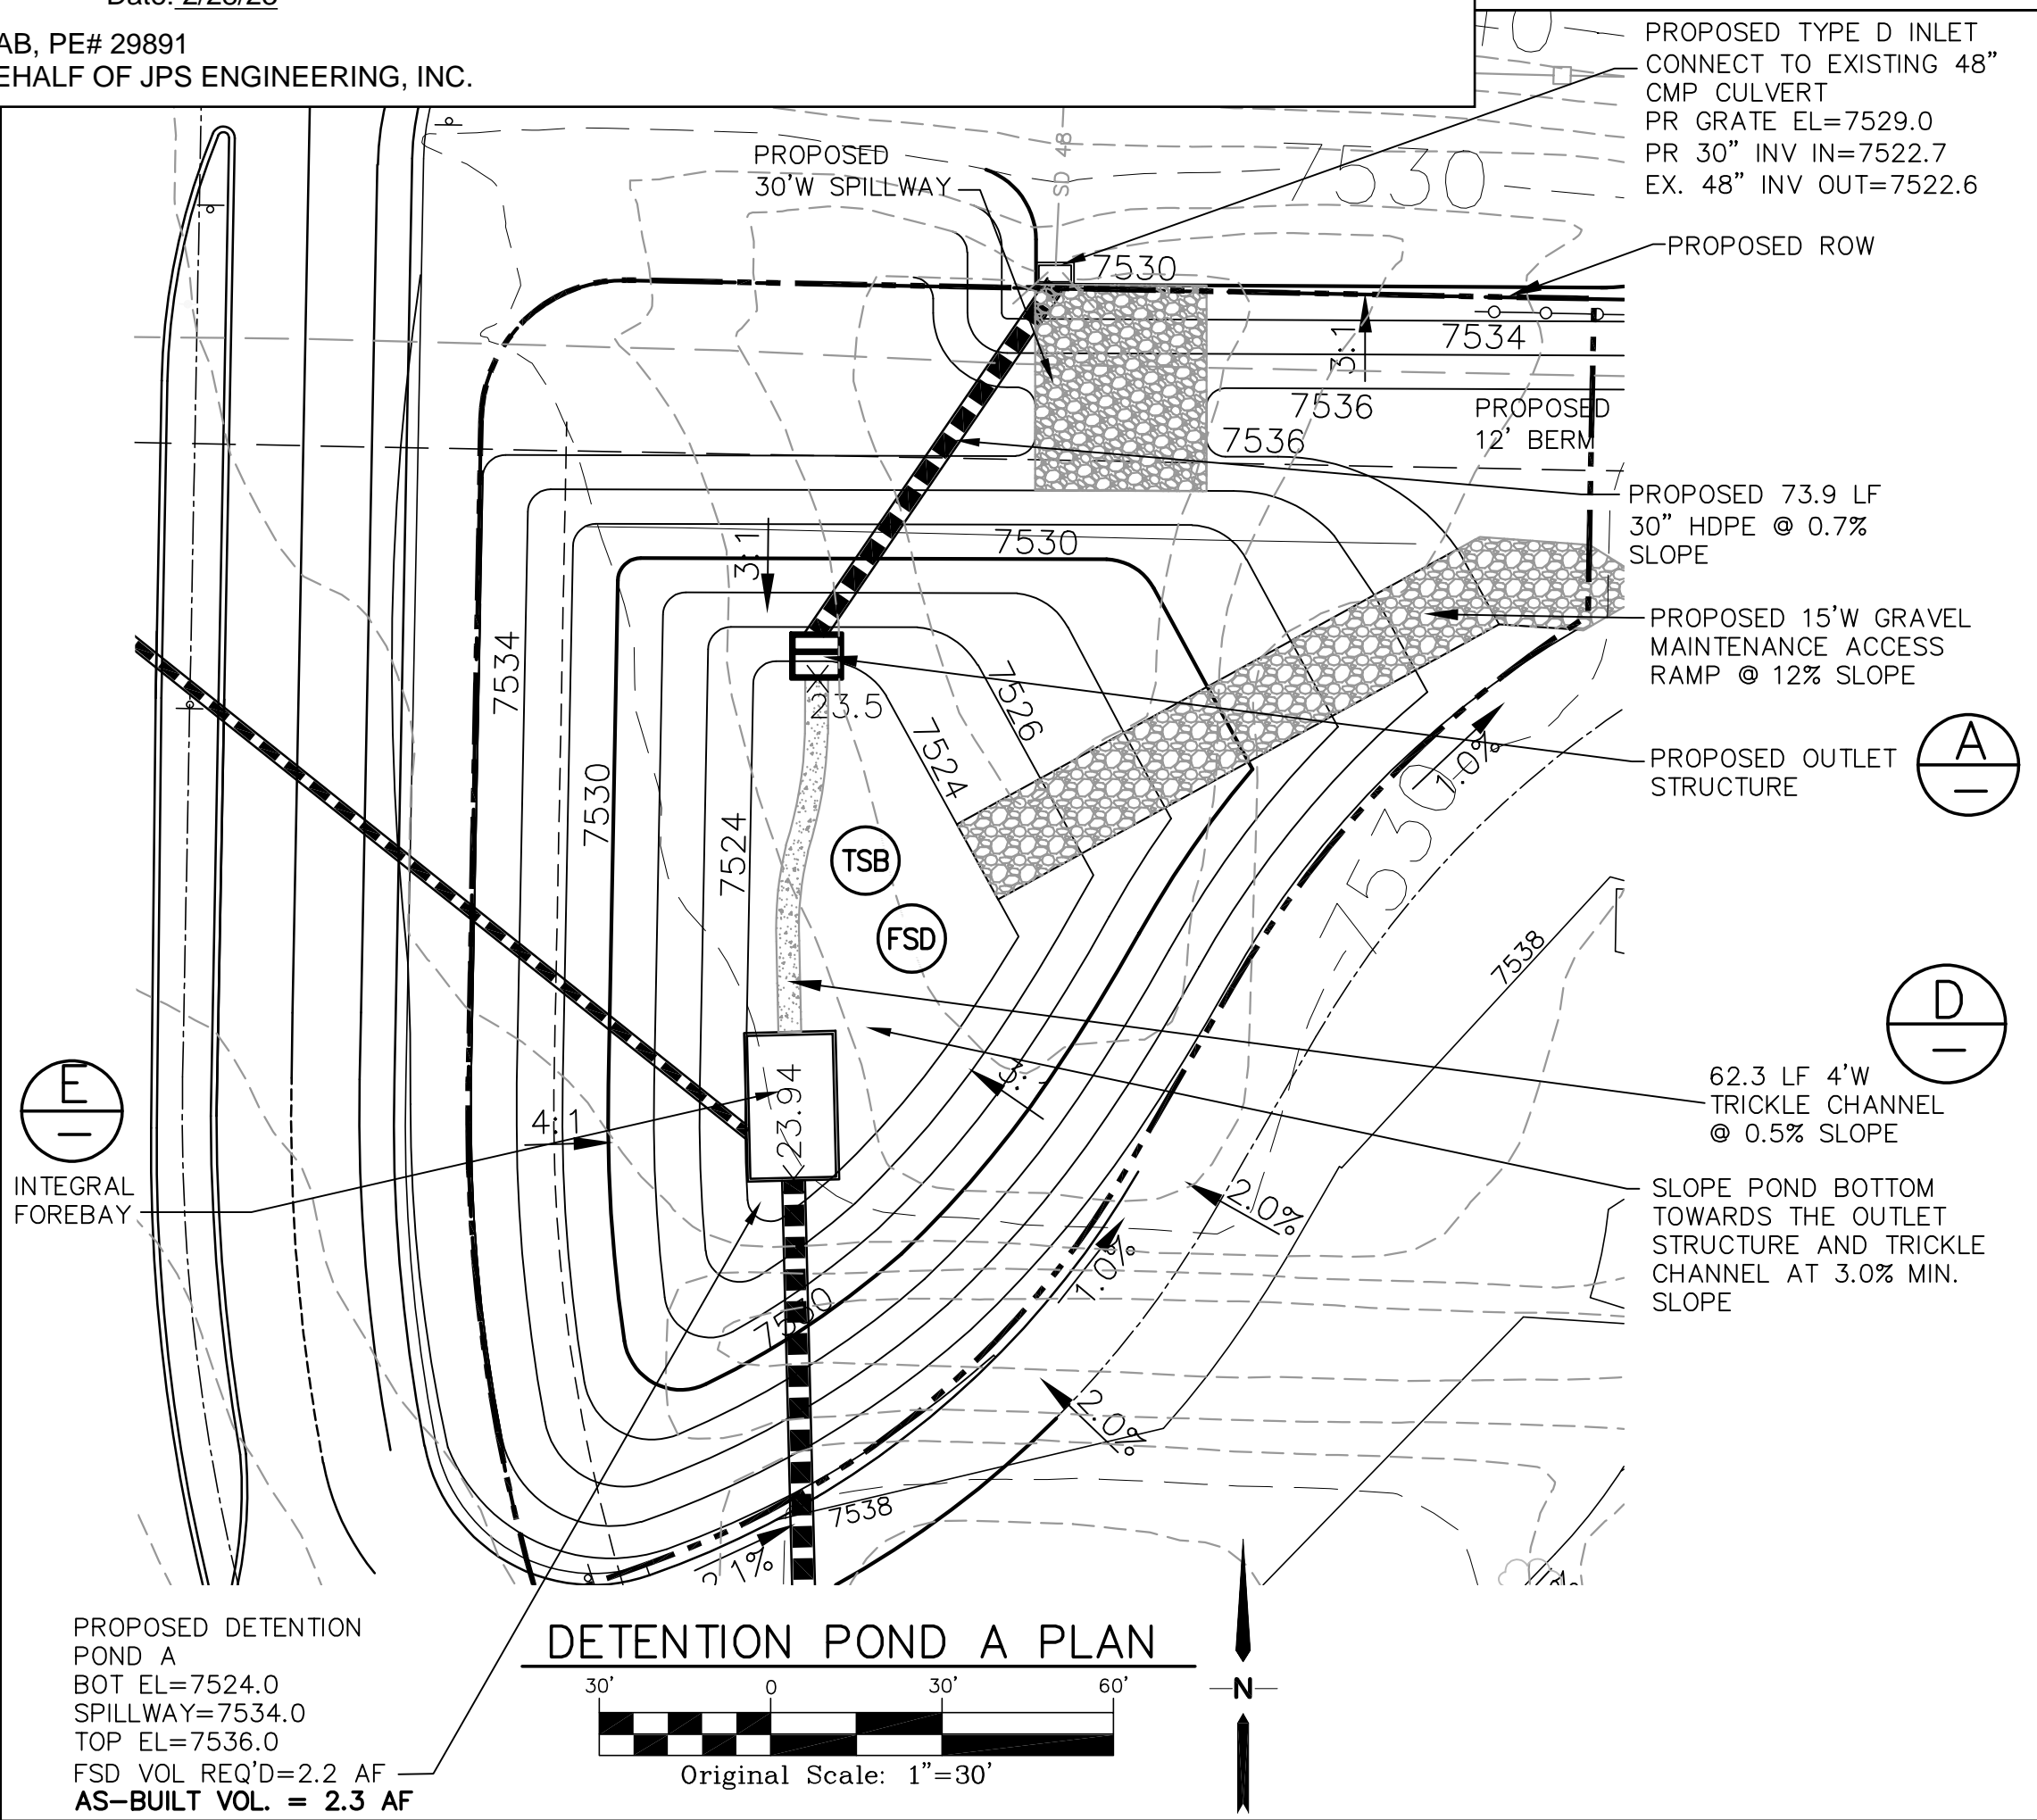 AB, PE# 29891
EHALF OF JPS ENGINEERING, INC.
PROPOSED TYPE D INLET
CONNECT TO EXISTING 48"
CMP CULVERT
PR GRATE EL=7529.0
PR 30" INV IN=7522.7
EX. 48" INV OUT=7522.6
PROPOSED
30'W SPILLWAY
SD 48
7530
PROPOSED ROW
7530
7534
3:1
7536
PROPOSED
12' BERM
7536
PROPOSED 73.9 LF
30" HDPE @ 0.7%
SLOPE
7530
3:1
PROPOSED 15'W GRAVEL
MAINTENANCE ACCESS
RAMP @ 12% SLOPE
7534
7526
23.5
7524
PROPOSED OUTLET
STRUCTURE
A
–
1.0%
7530
7530
7524
TSB
FSD
7538
D
–
E
–
INTEGRAL
FOREBAY
4:1
23.94
62.3 LF 4'W
TRICKLE CHANNEL
@ 0.5% SLOPE
SLOPE POND BOTTOM
TOWARDS THE OUTLET
STRUCTURE AND TRICKLE
CHANNEL AT 3.0% MIN.
SLOPE
2.0%
1.0%
7530
2.0%
7538
PROPOSED DETENTION
POND A
BOT EL=7524.0
SPILLWAY=7534.0
TOP EL=7536.0
FSD VOL REQ'D=2.2 AF
AS-BUILT VOL. = 2.3 AF
DETENTION POND A PLAN
30' 0 30' 60'
Original Scale: 1"=30'
N